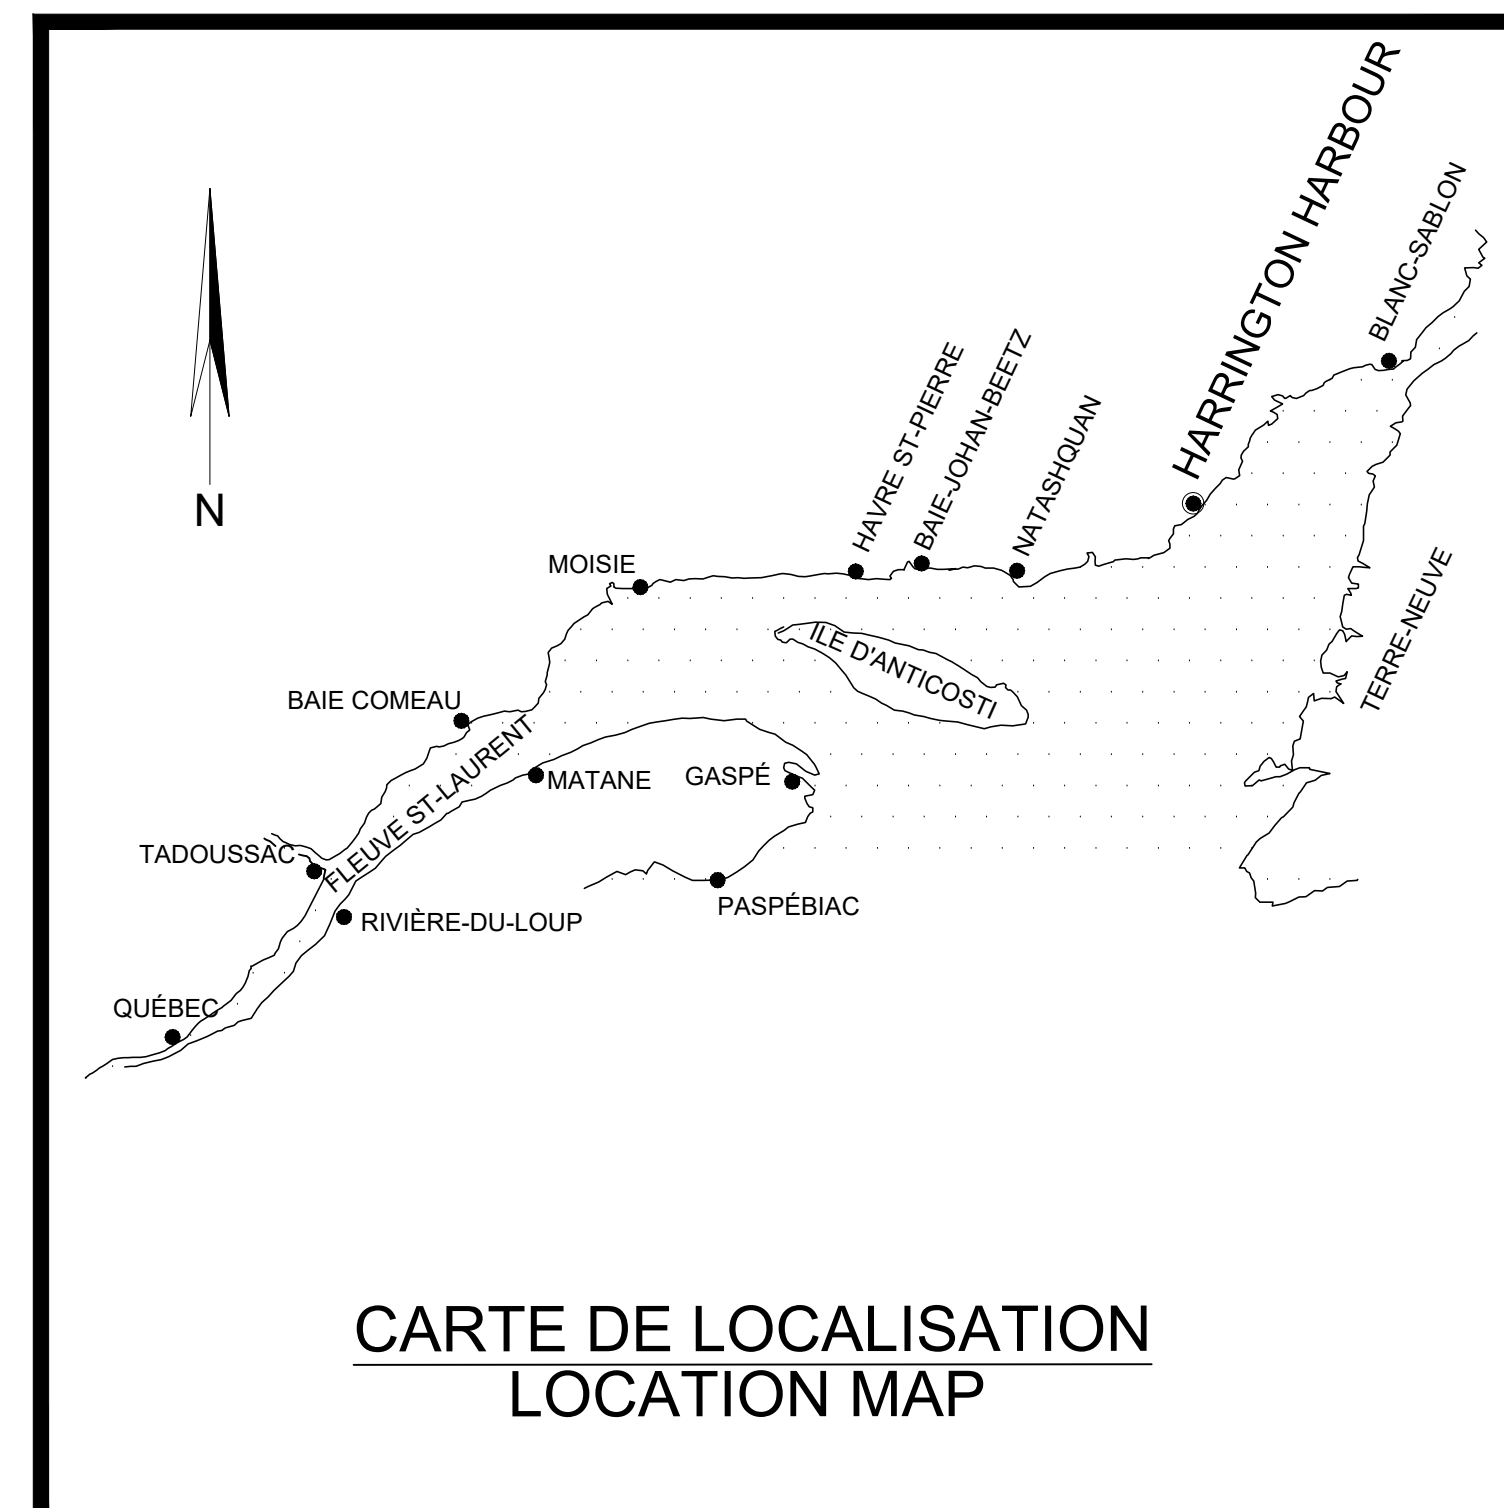 HARRINGTON HARBOUR
BLANC-SABLON
HAVRE ST-PIERRE
BAIE-JOHAN-BEETZ
NATASHQUAN
N
MOISIE
TERRE-NEUVE
ILE D'ANTICOSTI
BAIE COMEAU
FLEUVE ST-LAURENT
MATANE
GASPÉ
TADOUSSAC
PASPÉBIAC
RIVIÈRE-DU-LOUP
QUÉBEC
CARTE DE LOCALISATION
LOCATION MAP